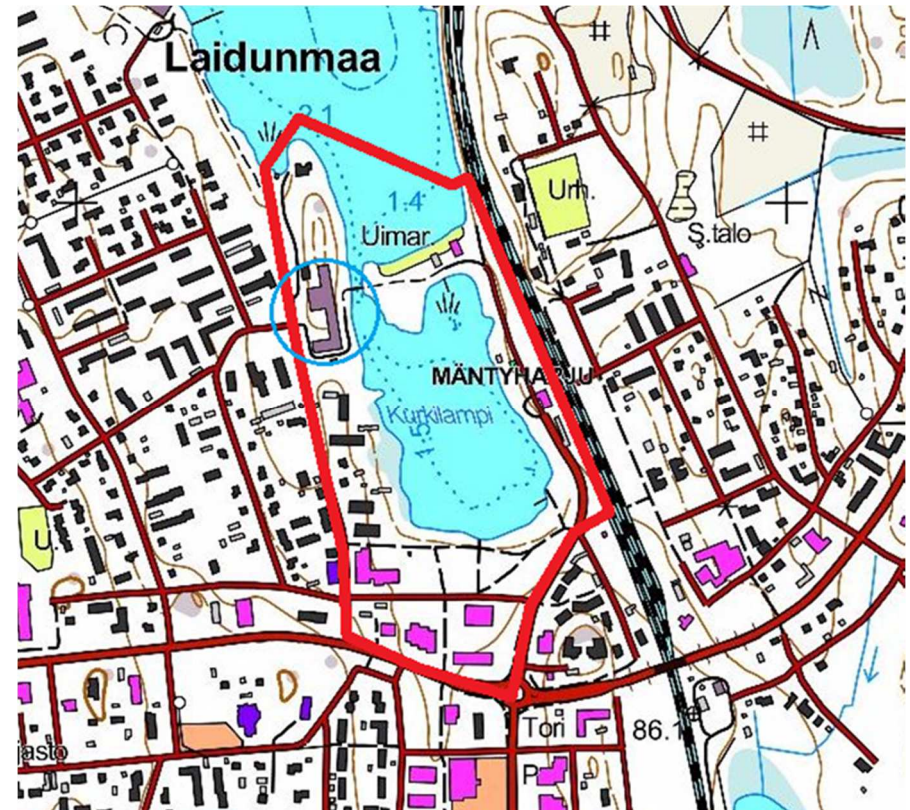 Laidunmaa
2.1
1.4
Uimar.
Urh.
S.talo
MÄNTYHARJU
Kurkilampi
1.5
U
Tori
86.1
jasto
P